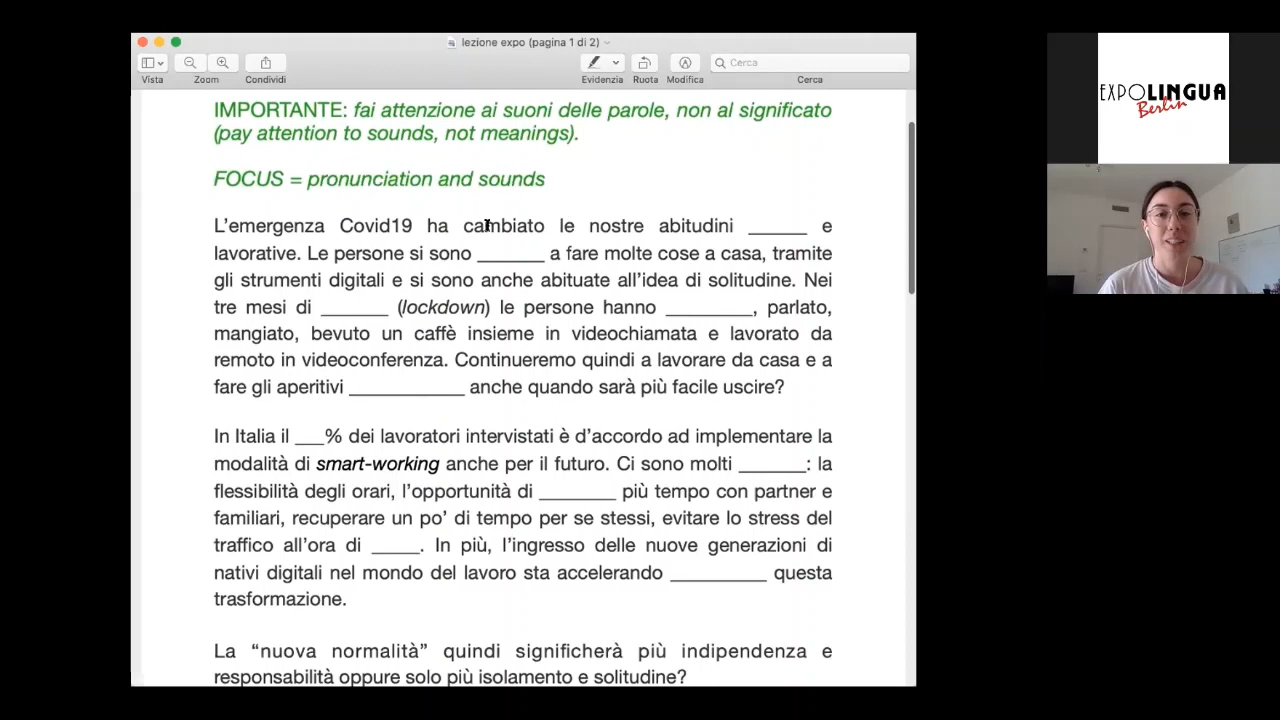 lezione expo (pagina 1 di 2)
Vista
Zoom
Condividi
Evidenzia
Ruota
Modifica
Cerca
Cerca
IMPORTANTE: fai attenzione ai suoni delle parole, non al significato
(pay attention to sounds, not meanings).
FOCUS = pronunciation and sounds
L’emergenza Covid19 ha cambiato le nostre abitudini ______ e
lavorative. Le persone si sono _______ a fare molte cose a casa, tramite
gli strumenti digitali e si sono anche abituate all’idea di solitudine. Nei
tre mesi di _______ (lockdown) le persone hanno _________, parlato,
mangiato, bevuto un caffè insieme in videochiamata e lavorato da
remoto in videoconferenza. Continueremo quindi a lavorare da casa e a
fare gli aperitivi ____________ anche quando sarà più facile uscire?
In Italia il ___% dei lavoratori intervistati è d’accordo ad implementare la
modalità di smart-working anche per il futuro. Ci sono molti _______: la
flessibilità degli orari, l’opportunità di ________ più tempo con partner e
familiari, recuperare un po’ di tempo per se stessi, evitare lo stress del
traffico all’ora di _____. In più, l’ingresso delle nuove generazioni di
nativi digitali nel mondo del lavoro sta accelerando __________ questa
trasformazione.
La “nuova normalità” quindi significherà più indipendenza e
responsabilità oppure solo più isolamento e solitudine?
EXPOLINGUA
Berlin